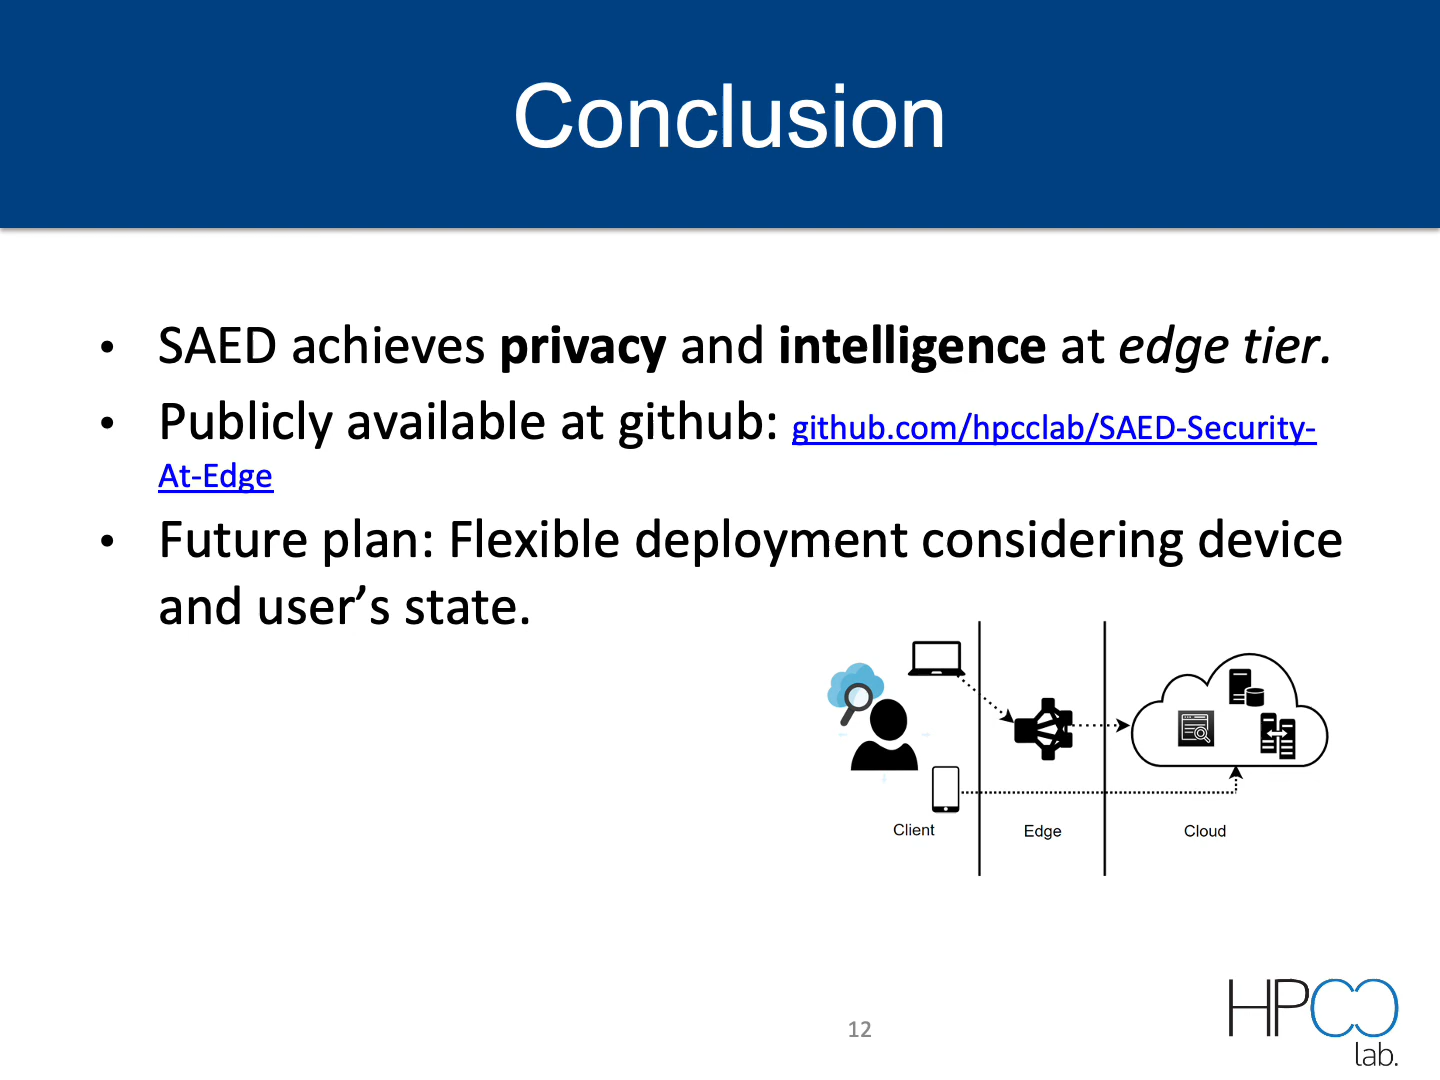 Conclusion
• SAED achieves privacy and intelligence at edge tier.
• Publicly available at github: github.com/hpcclab/SAED-Security-
At-Edge
• Future plan: Flexible deployment considering device
and user’s state.
Client
Edge
Cloud
12
HPCC
lab.